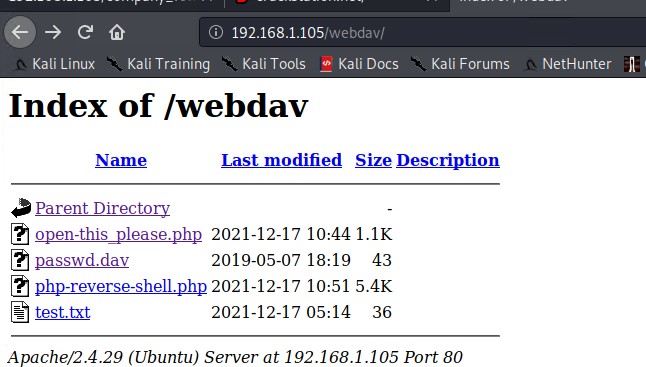 Index of /webdav
192.168.1.105/webdav/
Kali Linux Kali Training Kali Tools Kali Docs Kali Forums NetHunter
Index of /webdav
Name Last modified Size Description
Parent Directory -
open-this_please.php 2021-12-17 10:44 1.1K
passwd.dav 2019-05-07 18:19 43
php-reverse-shell.php 2021-12-17 10:51 5.4K
test.txt 2021-12-17 05:14 36
Apache/2.4.29 (Ubuntu) Server at 192.168.1.105 Port 80